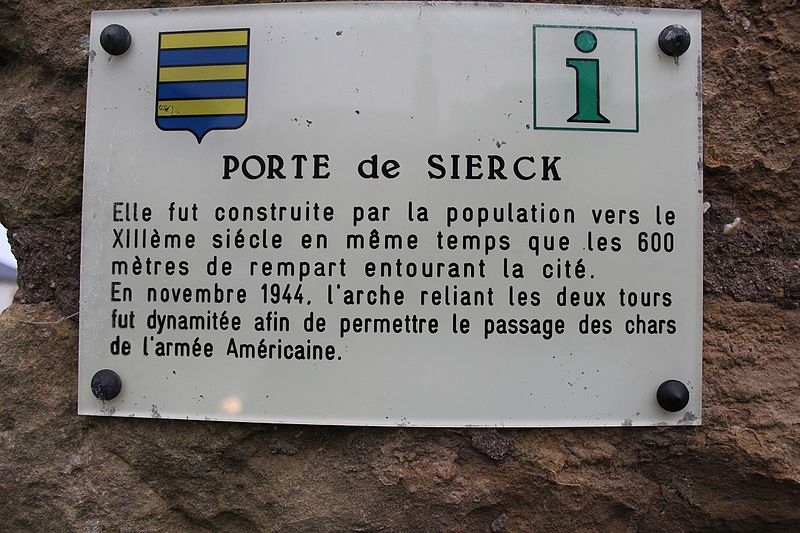 i
PORTE de SIERCK
Elle fut construite par la population vers le
XIIIème siécle en même temps que les 600
mètres de rempart entourant la cité.
En novembre 1944, l'arche reliant les deux tours
fut dynamitée afin de permettre le passage des chars
de l'armée Américaine.